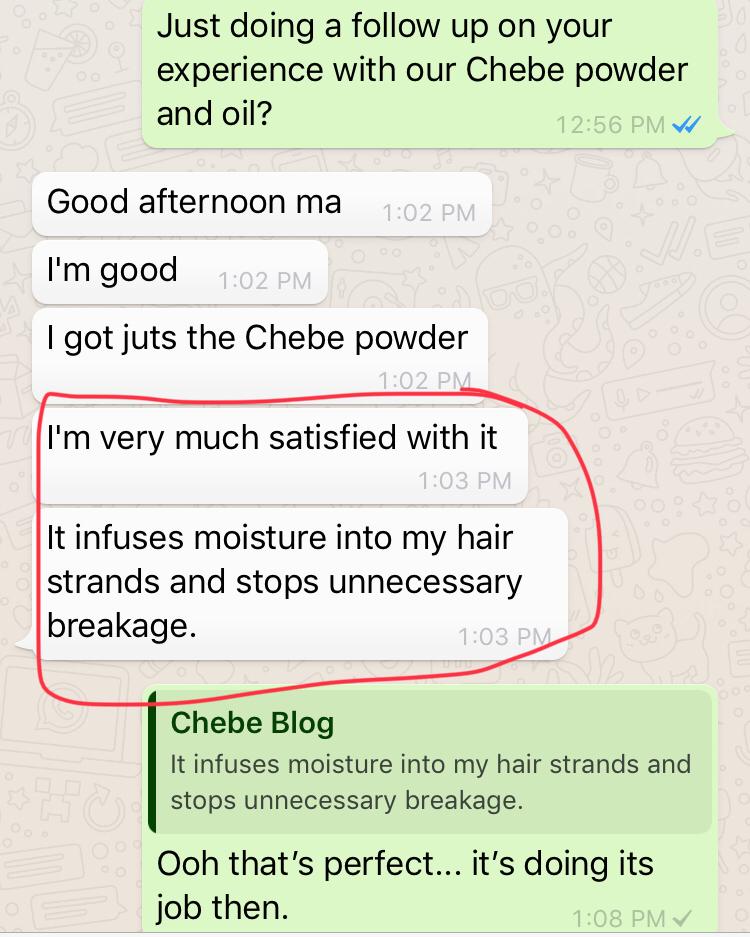 Just doing a follow up on your
experience with our Chebe powder
and oil?
12:56 PM
Good afternoon ma
1:02 PM
I'm good
1:02 PM
I got juts the Chebe powder
1:02 PM
I'm very much satisfied with it
1:03 PM
It infuses moisture into my hair
strands and stops unnecessary
breakage.
1:03 PM
Chebe Blog
It infuses moisture into my hair strands and
stops unnecessary breakage.
Ooh that’s perfect... it’s doing its
job then.
1:08 PM